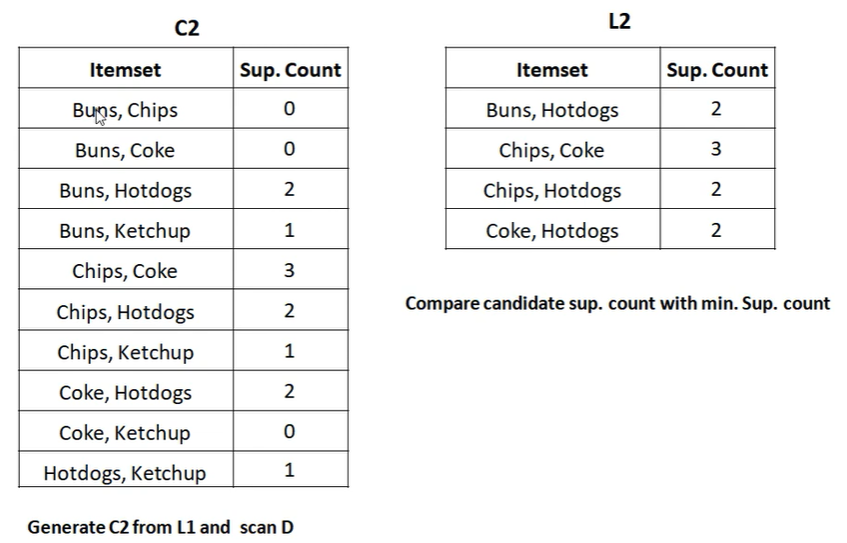 C2
Itemset Sup. Count
Buns, Chips 0
Buns, Coke 0
Buns, Hotdogs 2
Buns, Ketchup 1
Chips, Coke 3
Chips, Hotdogs 2
Chips, Ketchup 1
Coke, Hotdogs 2
Coke, Ketchup 0
Hotdogs, Ketchup 1
Generate C2 from L1 and scan D
L2
Itemset Sup. Count
Buns, Hotdogs 2
Chips, Coke 3
Chips, Hotdogs 2
Coke, Hotdogs 2
Compare candidate sup. count with min. Sup. count